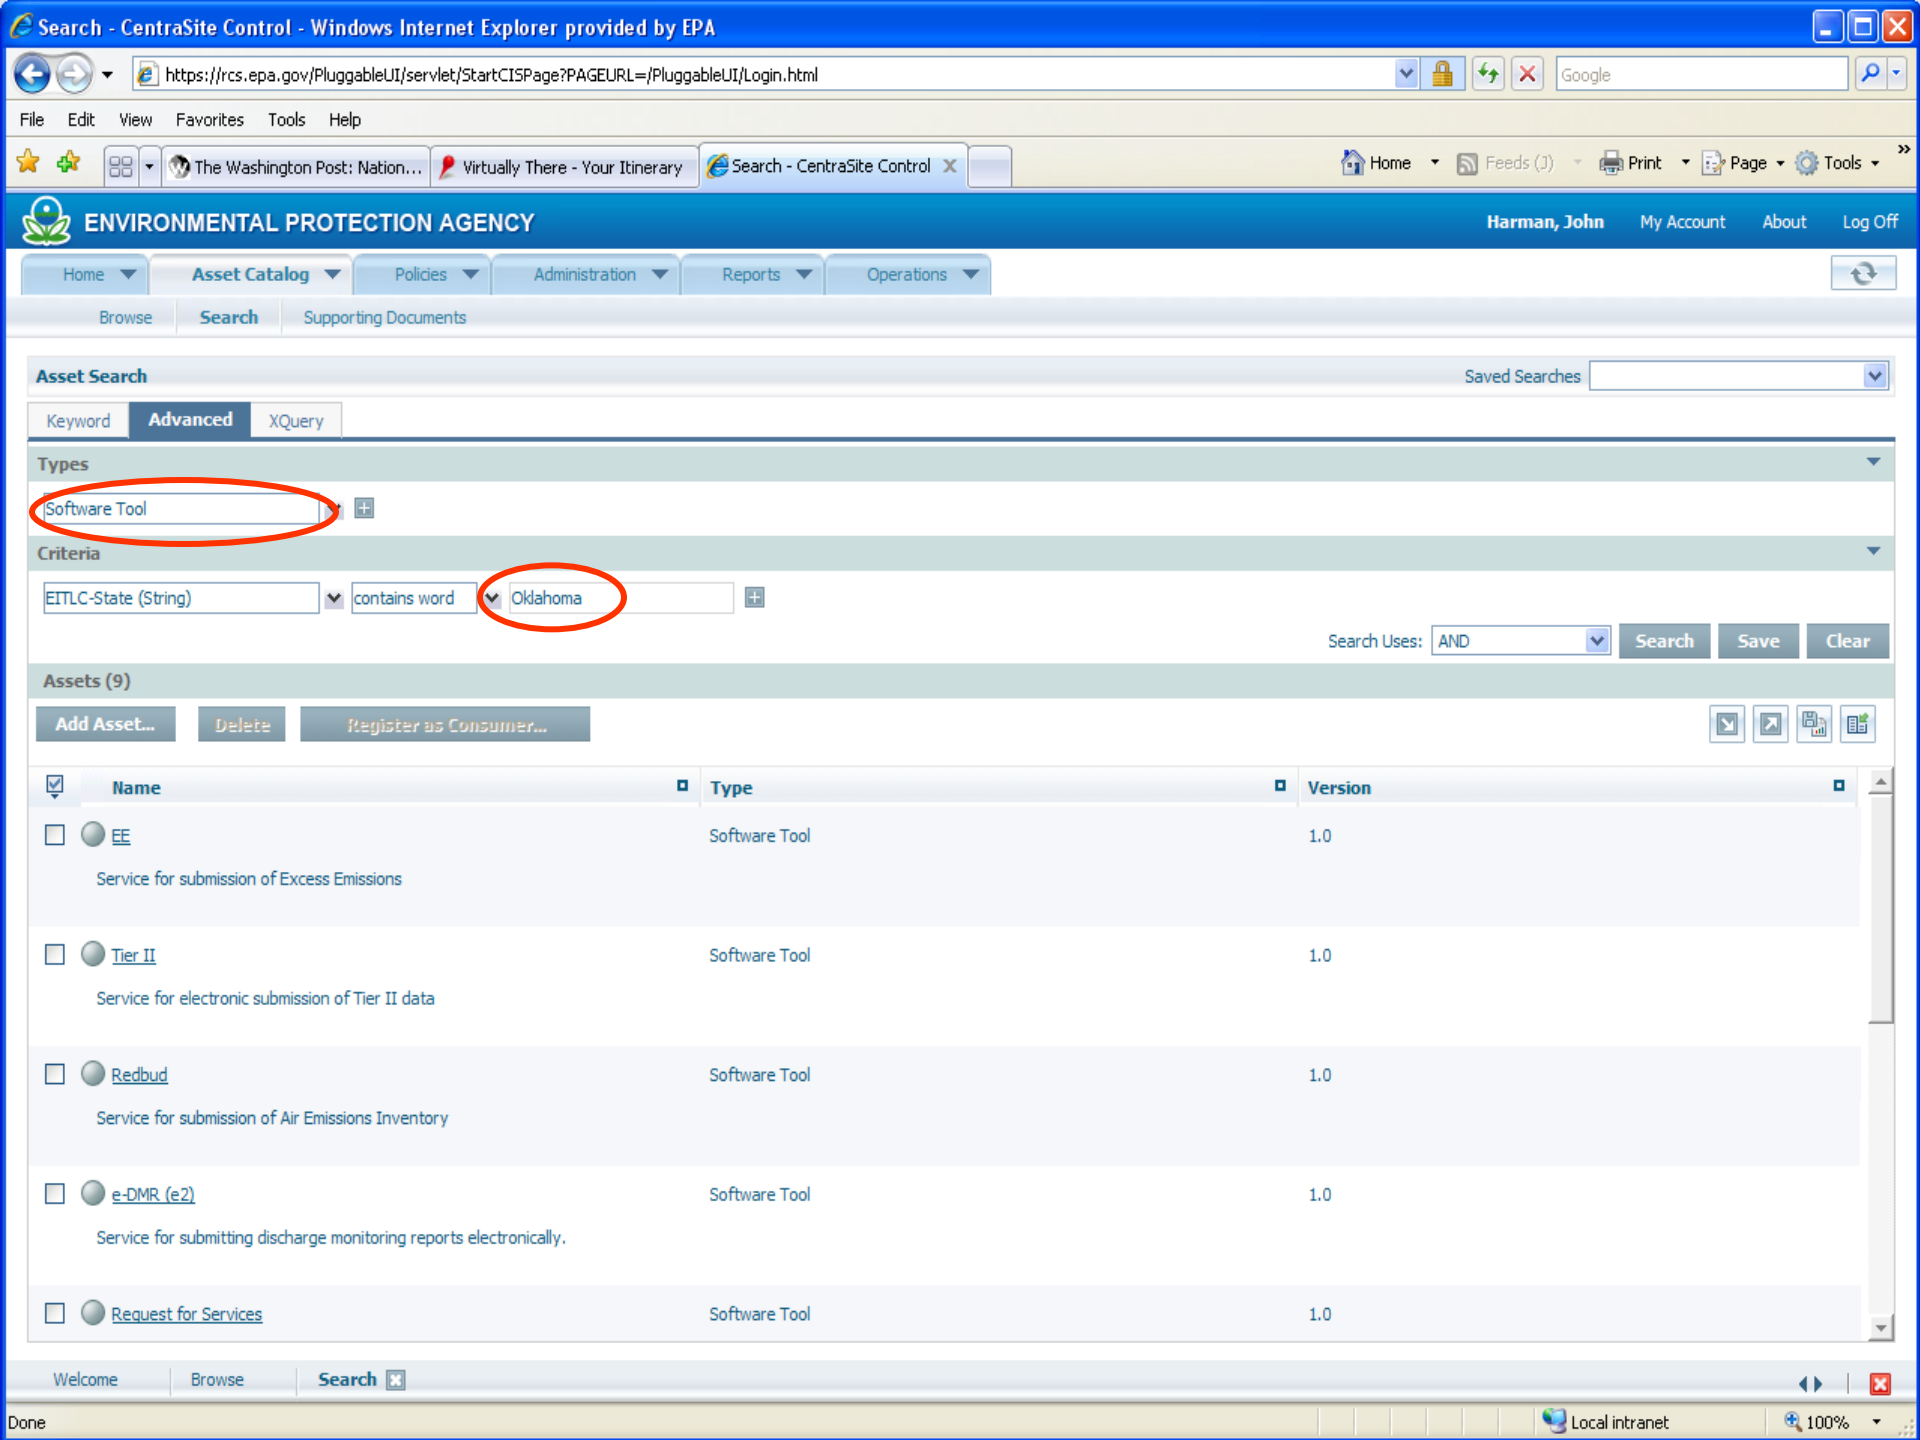 Search - CentraSite Control - Windows Internet Explorer provided by EPA
https://rcs.epa.gov/PluggableUI/servlet/StartCISPage?PAGEURL=/PluggableUI/Login.html
Google
File Edit View Favorites Tools Help
The Washington Post: Nation... Virtually There - Your Itinerary Search - CentraSite Control Home Feeds (J) Print Page Tools
ENVIRONMENTAL PROTECTION AGENCY Harman, John My Account About Log Off
Home Asset Catalog Policies Administration Reports Operations
Browse Search Supporting Documents
Asset Search Saved Searches
Keyword Advanced XQuery
Types
Software Tool
Criteria
EITLC-State (String) contains word Oklahoma
Search Uses: AND Search Save Clear
Assets (9)
Add Asset... Delete Register as Consumer...
Name Type Version
EE Software Tool 1.0
Service for submission of Excess Emissions
Tier II Software Tool 1.0
Service for electronic submission of Tier II data
Redbud Software Tool 1.0
Service for submission of Air Emissions Inventory
e-DMR (e2) Software Tool 1.0
Service for submitting discharge monitoring reports electronically.
Request for Services Software Tool 1.0
Welcome Browse Search
Done Local intranet 100%